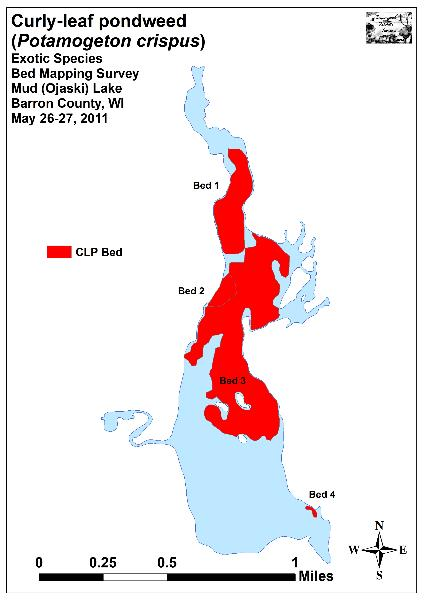 Curly-leaf pondweed
(Potamogeton crispus)
Exotic Species
Bed Mapping Survey
Mud (Ojaski) Lake
Barron County, WI
May 26-27, 2011
Bed 1
CLP Bed
Bed 2
Bed 3
Bed 4
N
W E
S
0 0.25 0.5 1
Miles